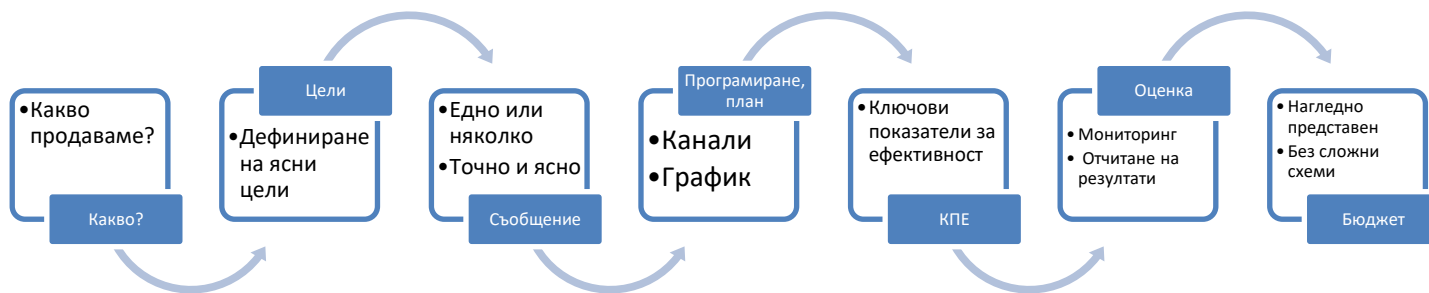 •Какво
продаваме?
Какво?
Цели
•Дефиниране
на ясни
цели
•Едно или
няколко
•Точно и ясно
Съобщение
Програмиране,
план
•Канали
•График
•Ключови
показатели за
ефективност
КПЕ
Оценка
• Мониторинг
• Отчитане на
резултати
• Нагледно
представен
• Без сложни
схеми
Бюджет